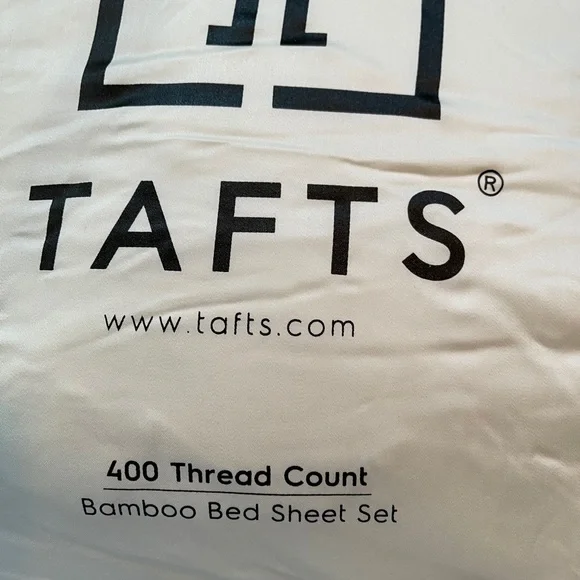 TAFTS®
www.tafts.com
400 Thread Count
Bamboo Bed Sheet Set